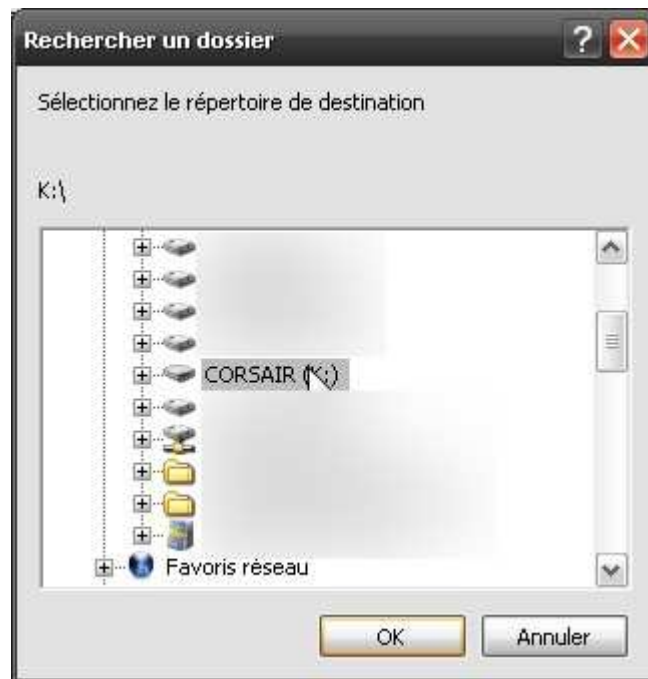 Rechercher un dossier
Sélectionnez le répertoire de destination
K:\
CORSAIR (K:)
Favoris réseau
OK
Annuler